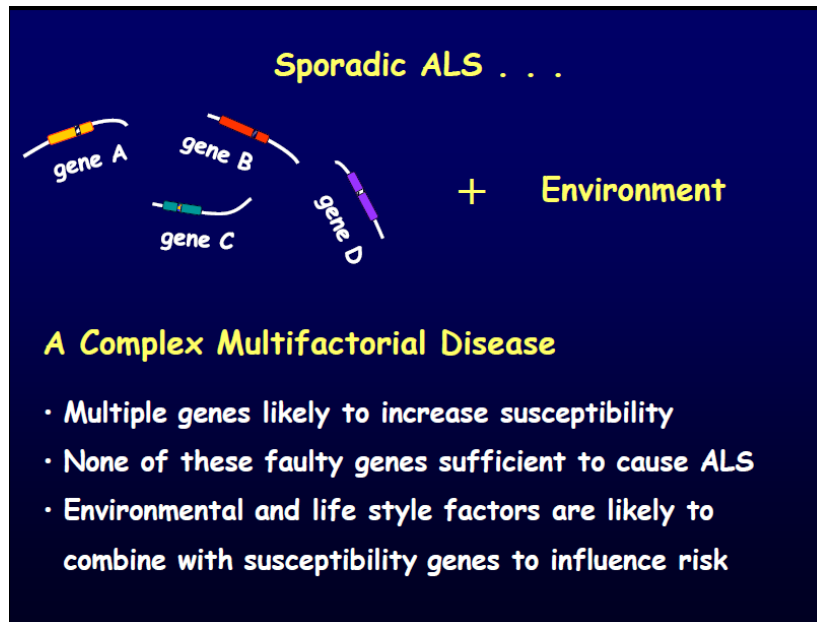 Sporadic ALS . . .
gene A
gene B
gene C
gene D
+
Environment
A Complex Multifactorial Disease
· Multiple genes likely to increase susceptibility
· None of these faulty genes sufficient to cause ALS
· Environmental and life style factors are likely to
combine with susceptibility genes to influence risk